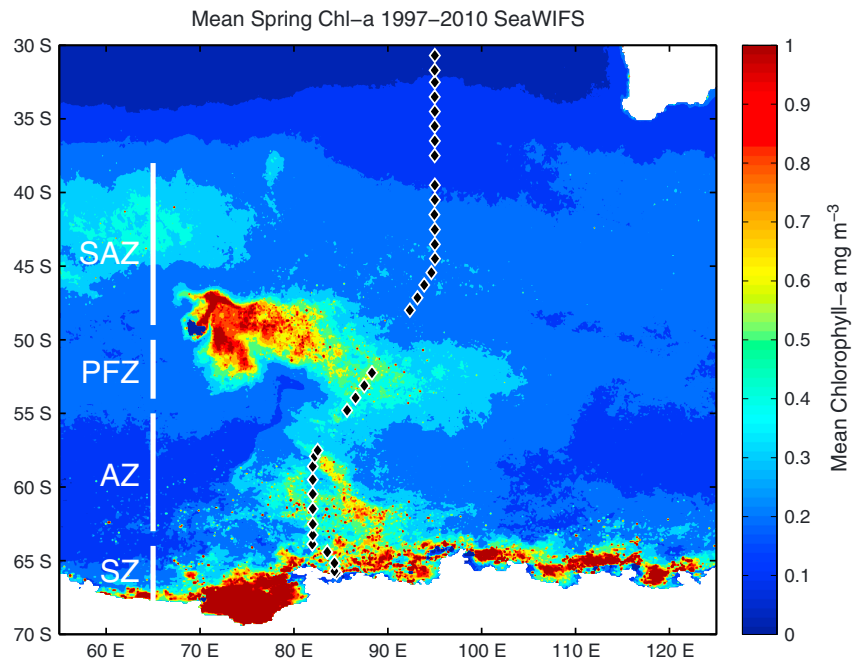 Mean Spring Chl−a 1997−2010 SeaWIFS
30 S
35 S
40 S
45 S
50 S
55 S
60 S
65 S
70 S
SAZ
PFZ
AZ
SZ
60 E
70 E
80 E
90 E
100 E
110 E
120 E
1
0.9
0.8
0.7
0.6
0.5
0.4
0.3
0.2
0.1
0
Mean Chlorophyll−a mg m⁻³